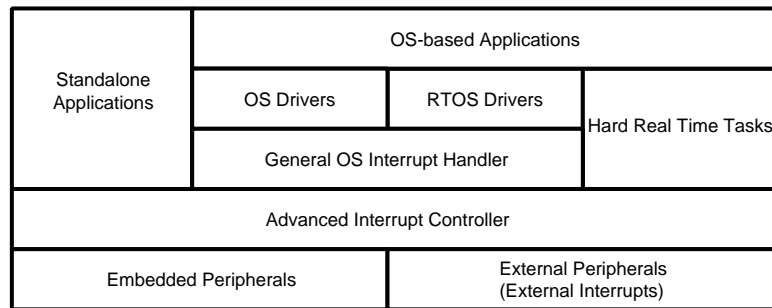 OS-based Applications
Standalone
Applications
OS Drivers
RTOS Drivers
Hard Real Time Tasks
General OS Interrupt Handler
Advanced Interrupt Controller
Embedded Peripherals
External Peripherals
(External Interrupts)